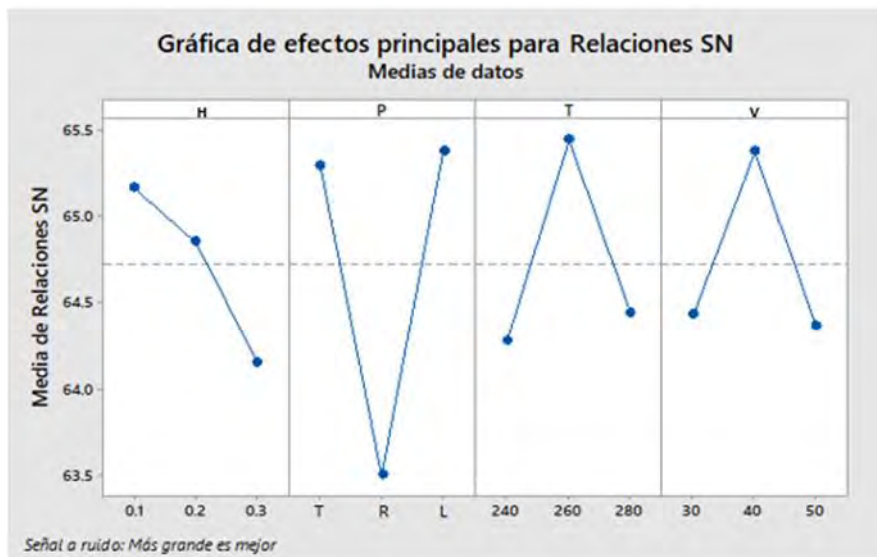 Gráfica de efectos principales para Relaciones SN
Medias de datos
H P T V
Media de Relaciones SN
65.5
65.0
64.5
64.0
63.5
0.1 0.2 0.3 T R L 240 260 280 30 40 50
Señal a ruido: Más grande es mejor